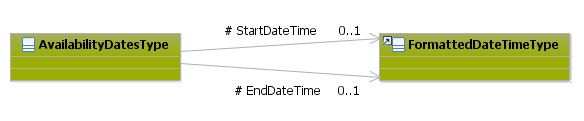 # StartDateTime 0..1
AvailabilityDatesType FormattedDateTimeType
# EndDateTime 0..1